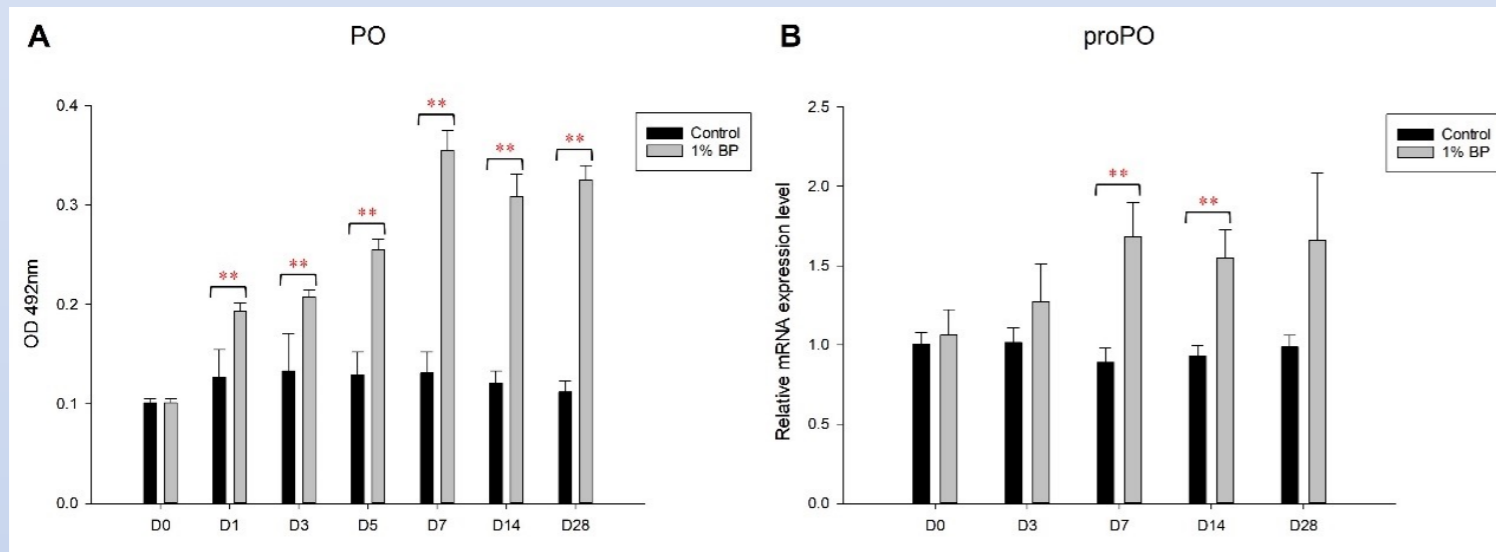 A
PO
OD 492nm
0.4
0.3
0.2
0.1
0.0
**
**
**
**
**
**
Control
1% BP
D0 D1 D3 D5 D7 D14 D28
B
proPO
Relative mRNA expression level
2.5
2.0
1.5
1.0
0.5
0.0
**
**
Control
1% BP
D0 D3 D7 D14 D28